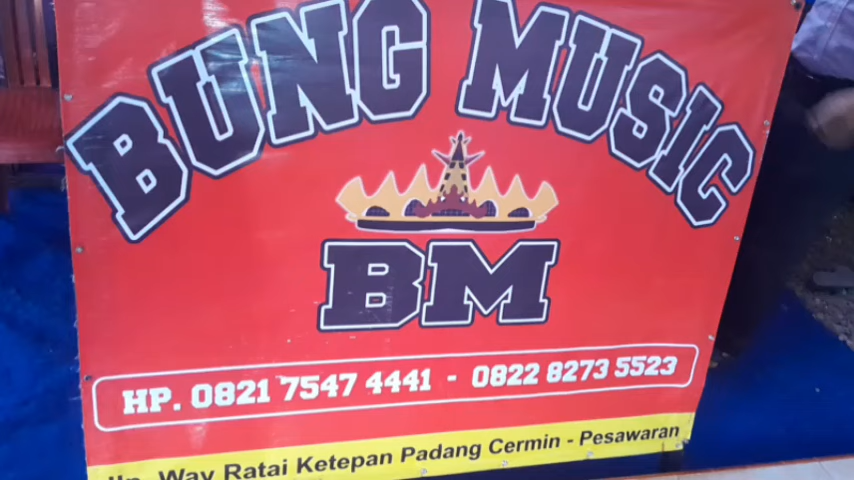 BUNG MUSIC
BM
HP. 0821 7547 4441 - 0822 8273 5523
Way Ratai Ketepan Padang Cermin - Pesawaran